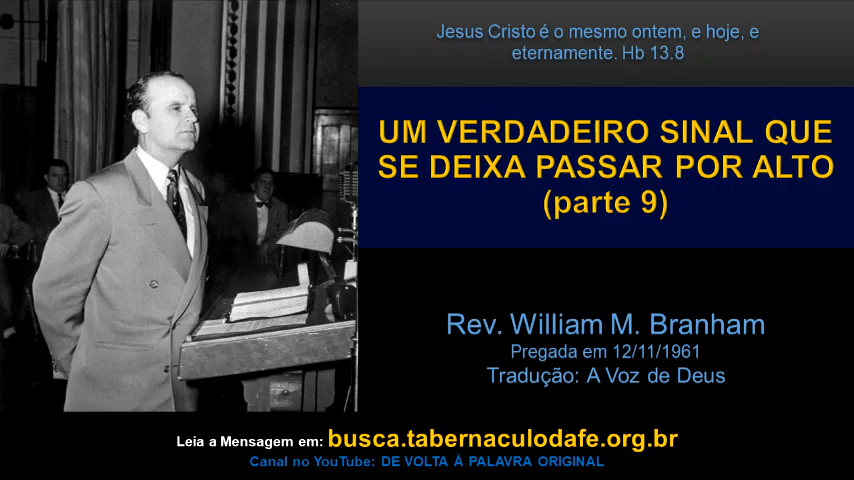 Jesus Cristo é o mesmo ontem, e hoje, e
eternamente. Hb 13.8
UM VERDADEIRO SINAL QUE
SE DEIXA PASSAR POR ALTO
(parte 9)
Rev. William M. Branham
Pregada em 12/11/1961
Tradução: A Voz de Deus
Leia a Mensagem em: busca.tabernaculodafe.org.br
Canal no YouTube: DE VOLTA À PALAVRA ORIGINAL